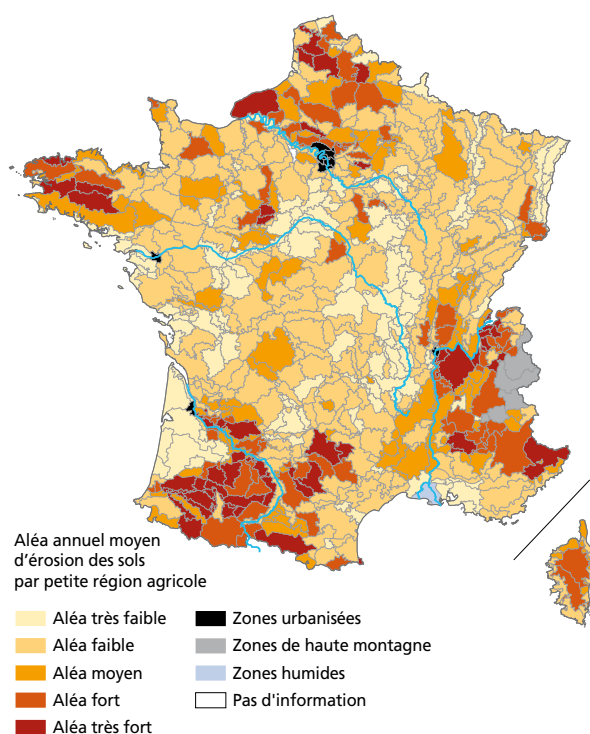 Aléa annuel moyen
d'érosion des sols
par petite région agricole
Aléa très faible
Aléa faible
Aléa moyen
Aléa fort
Aléa très fort
Zones urbanisées
Zones de haute montagne
Zones humides
Pas d'information